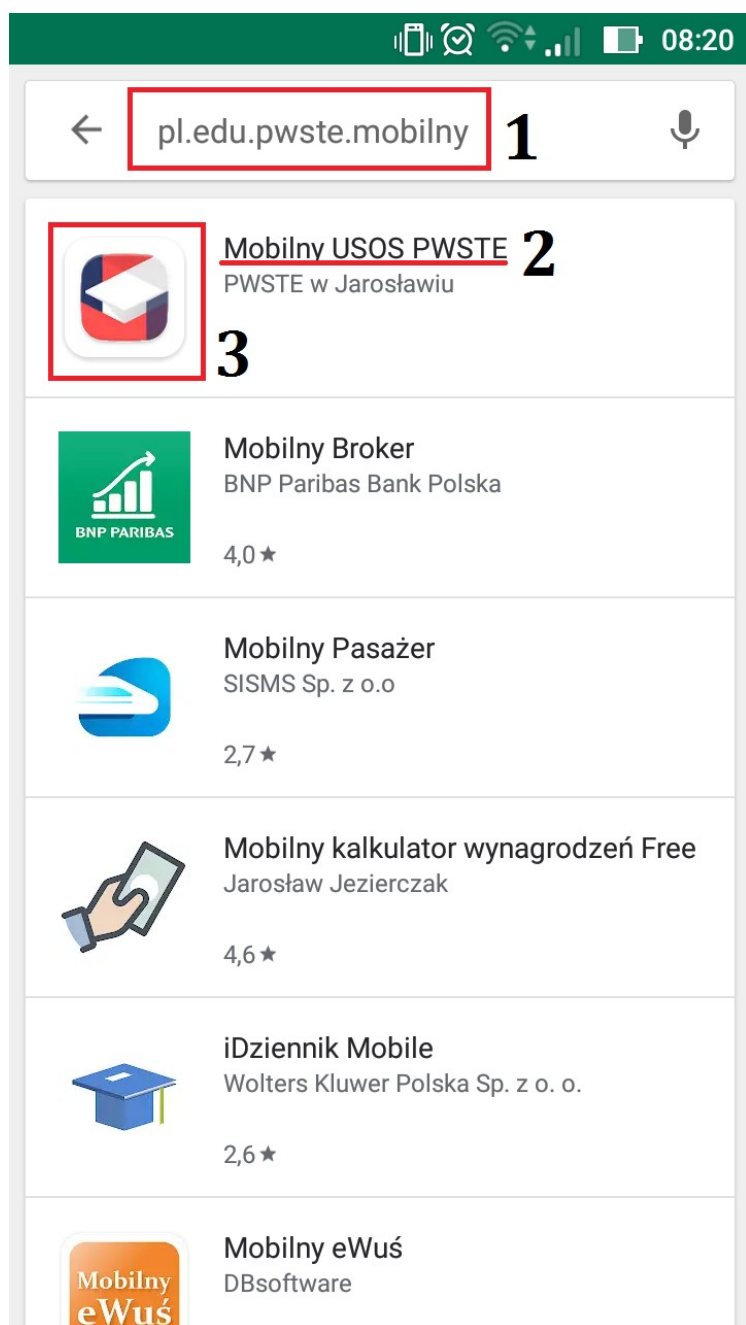 08:20
pl.edu.pwste.mobilny 1
Mobilny USOS PWSTE 2
PWSTE w Jarosławiu
3
Mobilny Broker
BNP Paribas Bank Polska
BNP PARIBAS
4,0★
Mobilny Pasażer
SISMS Sp. z o.o
2,7★
Mobilny kalkulator wynagrodzeń Free
Jarosław Jezierczak
4,6★
iDziennik Mobile
Wolters Kluwer Polska Sp. z o. o.
2,6★
Mobilny eWuś
DBsoftware
Mobilny
eWuś